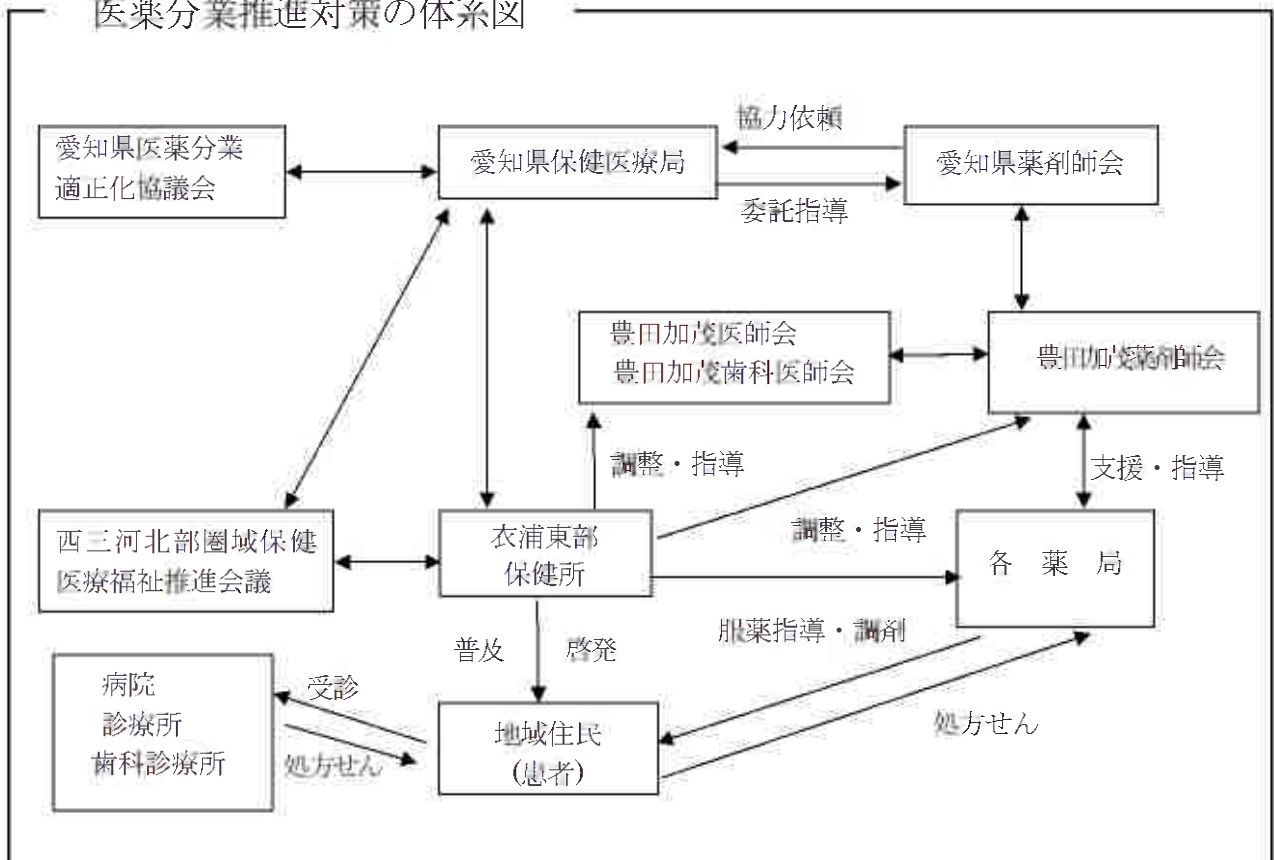 医薬分業推進対策の体系図
協力依頼
愛知県医薬分業
適正化協議会
愛知県保健医療局
愛知県薬剤師会
委託指導
豊田加茂医師会
豊田加茂歯科医師会
豊田加茂薬剤師会
調整・指導
支援・指導
西三河北部圏域保健
医療福祉推進会議
衣浦東部
保健所
調整・指導
各　薬　局
服薬指導・調剤
普及
啓発
病院
診療所
歯科診療所
受診
処方せん
地域住民
(患者)
処方せん